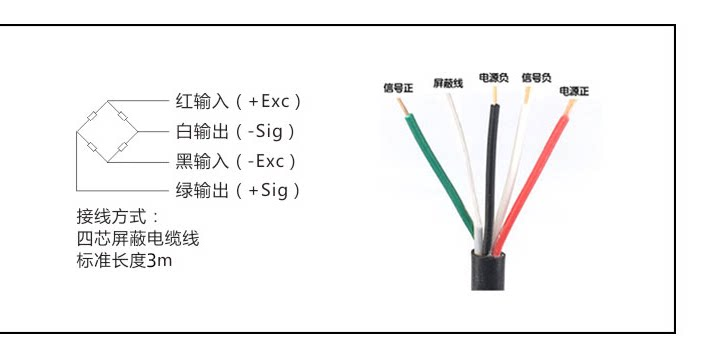 红输入（+Exc）
白输出（-Sig）
黑输入（-Exc）
绿输出（+Sig）
接线方式：
四芯屏蔽电缆线
标准长度3m
信号正
屏蔽线
电源负
信号负
电源正